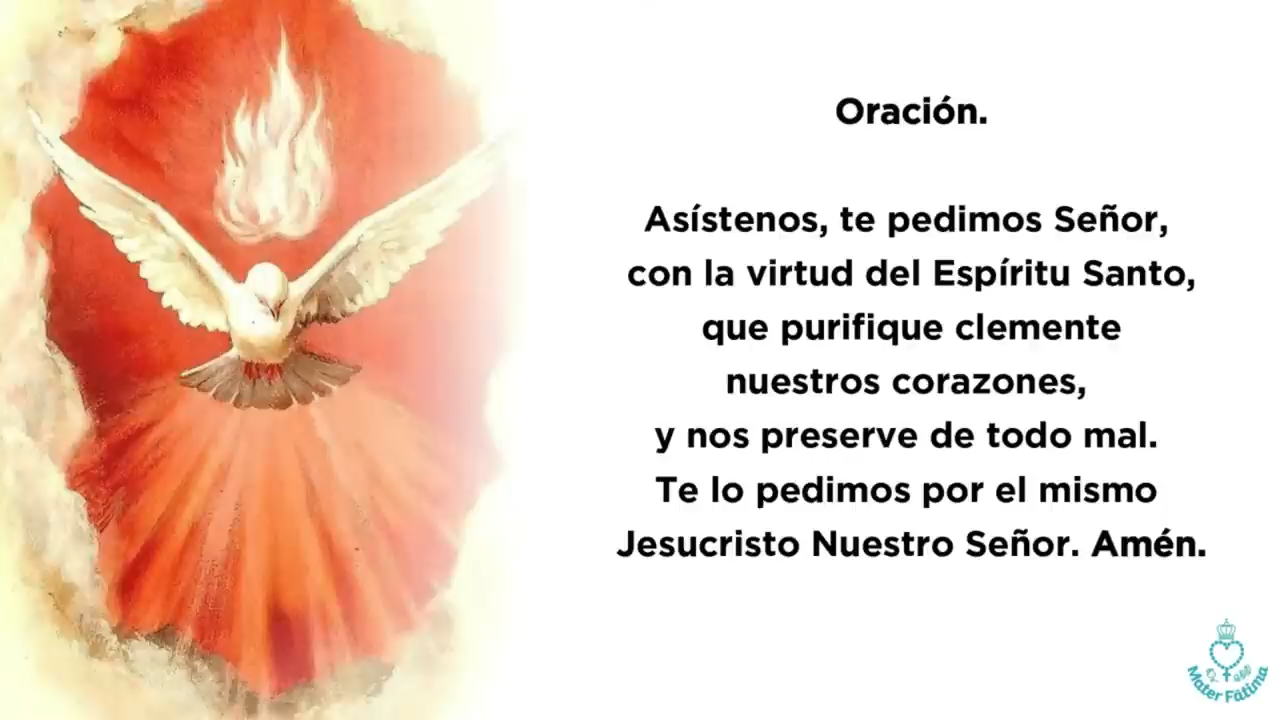 Oración.
Asístenos, te pedimos Señor,
con la virtud del Espíritu Santo,
que purifique clemente
nuestros corazones,
y nos preserve de todo mal.
Te lo pedimos por el mismo
Jesucristo Nuestro Señor. Amén.
Mater Fátima